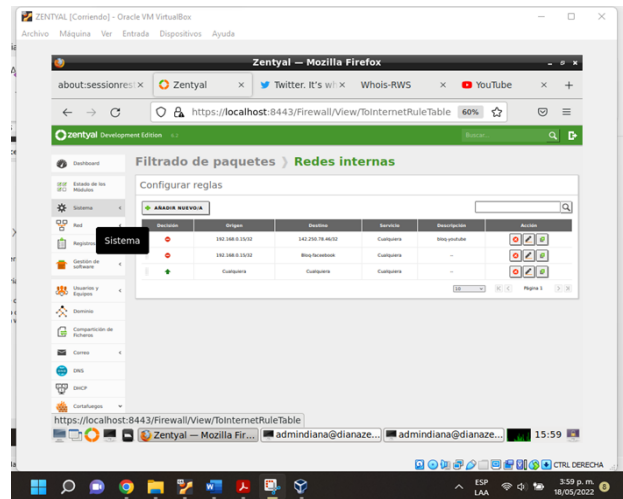 ZENTYAL [Corriendo] - Oracle VM VirtualBox
Archivo Máquina Ver Entrada Dispositivos Ayuda
Zentyal — Mozilla Firefox
about:sessionres Zentyal Twitter. It's wh Whois-RWS YouTube
https://localhost:8443/Firewall/View/ToInternetRuleTable 60%
zentyal Development Edition 6.2 Buscar...
Dashboard
Filtrado de paquetes Redes internas
Estado de los Módulos
Configurar reglas
Sistema
AÑADIR NUEVO/A
Red
Decisión Origen Destino Servicio Descripción Acción
Registros
Sistema
192.168.0.15/32 142.250.78.46/32 Cualquiera bloq youtube
Gestión de software
192.168.0.15/32 Bloq facebook Cualquiera –
Cualquiera Cualquiera Cualquiera –
10 Página 1
Usuarios y Equipos
Dominio
Compartición de Ficheros
Correo
DNS
DHCP
Cortafuegos
https://localhost:8443/Firewall/View/ToInternetRuleTable
Zentyal — Mozilla Fir... admindiana@dianaze... admindiana@dianaze... 15:59
CTRL DERECHA
ESP LAA 3:59 p. m. 18/05/2022